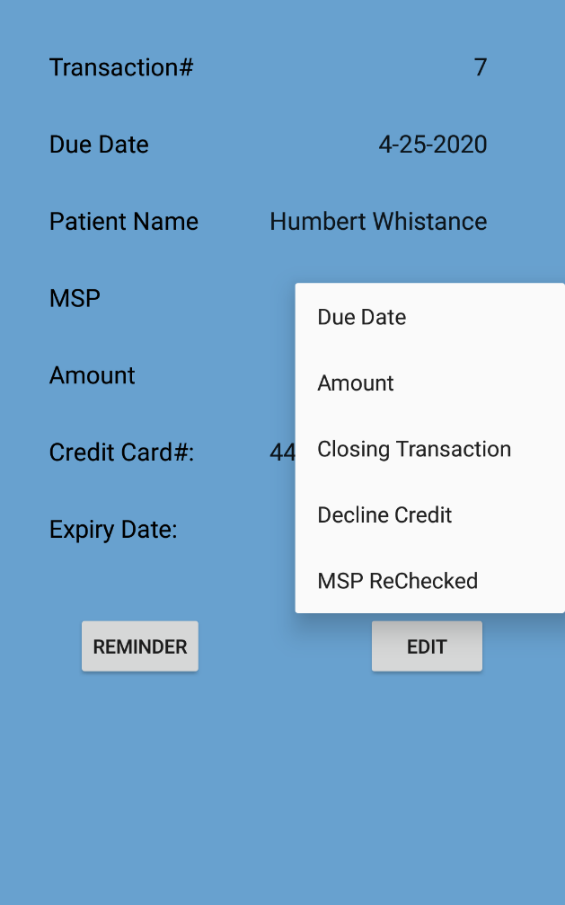 Transaction# 7
Due Date 4-25-2020
Patient Name Humbert Whistance
MSP
Amount
Credit Card#: 44
Expiry Date:
Due Date
Amount
Closing Transaction
Decline Credit
MSP ReChecked
REMINDER EDIT